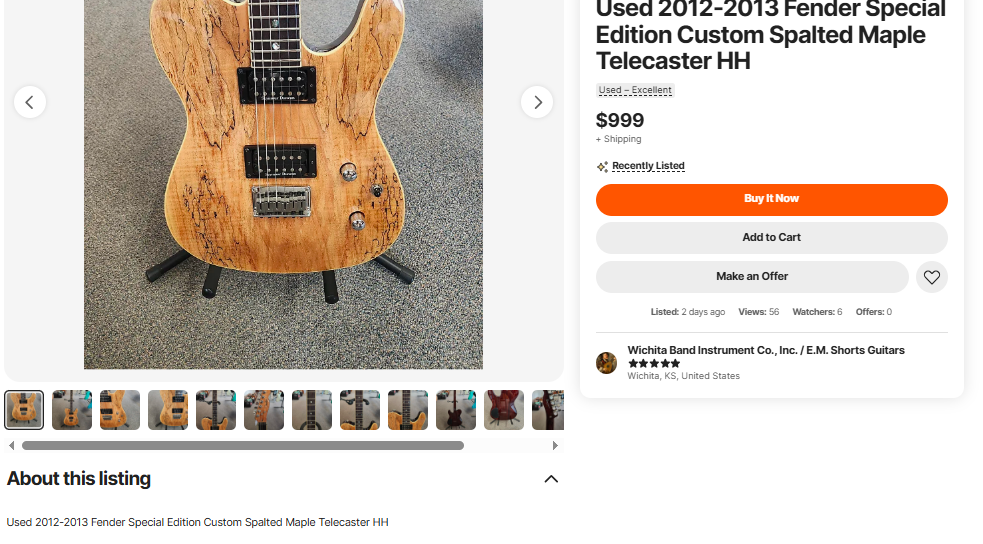 Used 2012-2013 Fender Special
Edition Custom Spalted Maple
Telecaster HH
Used – Excellent
$999
+ Shipping
Recently Listed
Buy It Now
Add to Cart
Make an Offer
Listed: 2 days ago Views: 56 Watchers: 6 Offers: 0
Wichita Band Instrument Co., Inc. / E.M. Shorts Guitars
Wichita, KS, United States
About this listing
Used 2012-2013 Fender Special Edition Custom Spalted Maple Telecaster HH